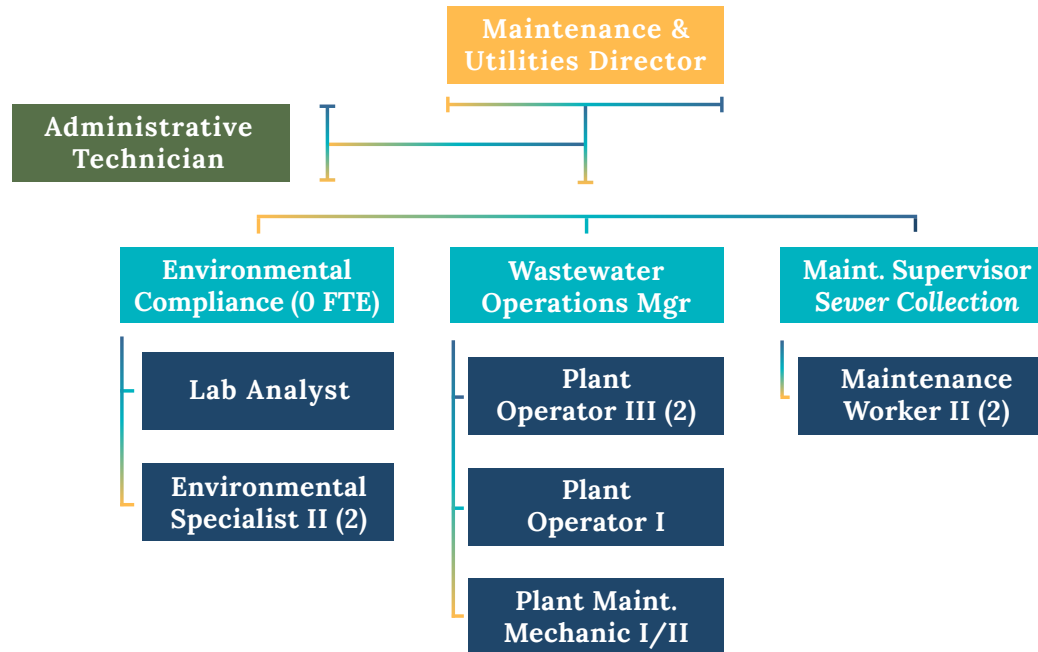 Maintenance &
Utilities Director
Administrative
Technician
Environmental
Compliance (0 FTE)
Lab Analyst
Environmental
Specialist II (2)
Wastewater
Operations Mgr
Plant
Operator III (2)
Plant
Operator I
Plant Maint.
Mechanic I/II
Maint. Supervisor
Sewer Collection
Maintenance
Worker II (2)